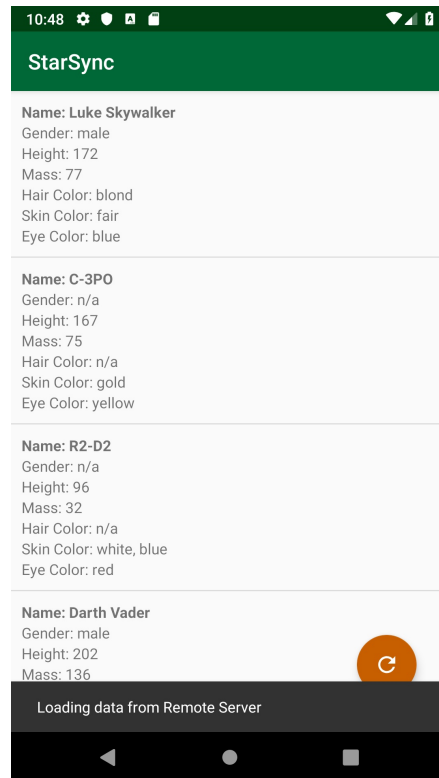 10:48
StarSync
Name: Luke Skywalker
Gender: male
Height: 172
Mass: 77
Hair Color: blond
Skin Color: fair
Eye Color: blue
Name: C-3PO
Gender: n/a
Height: 167
Mass: 75
Hair Color: n/a
Skin Color: gold
Eye Color: yellow
Name: R2-D2
Gender: n/a
Height: 96
Mass: 32
Hair Color: n/a
Skin Color: white, blue
Eye Color: red
Name: Darth Vader
Gender: male
Height: 202
Mass: 136
Loading data from Remote Server